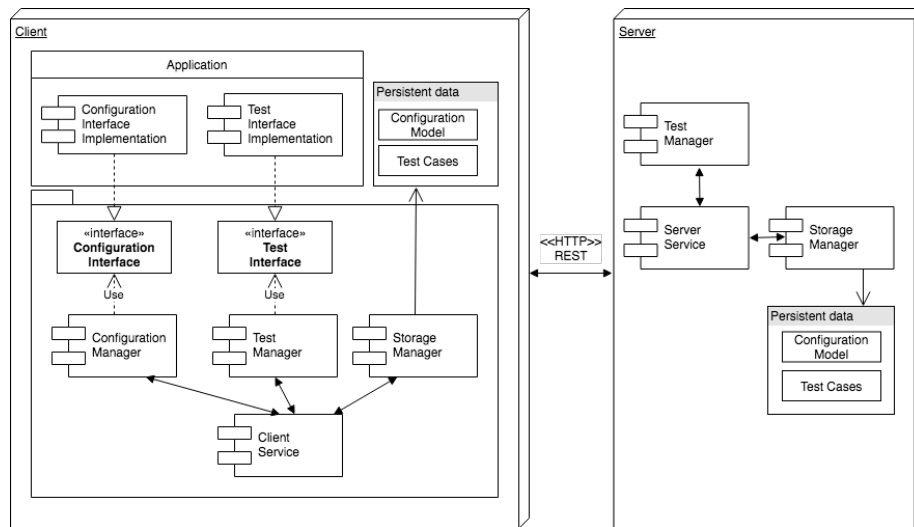 Client
Application
Configuration
Interface
Implementation
Test
Interface
Implementation
Persistent data
Configuration
Model
Test Cases
«interface»
Configuration
Interface
«interface»
Test
Interface
Use
Use
Configuration
Manager
Test
Manager
Storage
Manager
Client
Service
<<HTTP>>
REST
Server
Test
Manager
Server
Service
Storage
Manager
Persistent data
Configuration
Model
Test Cases